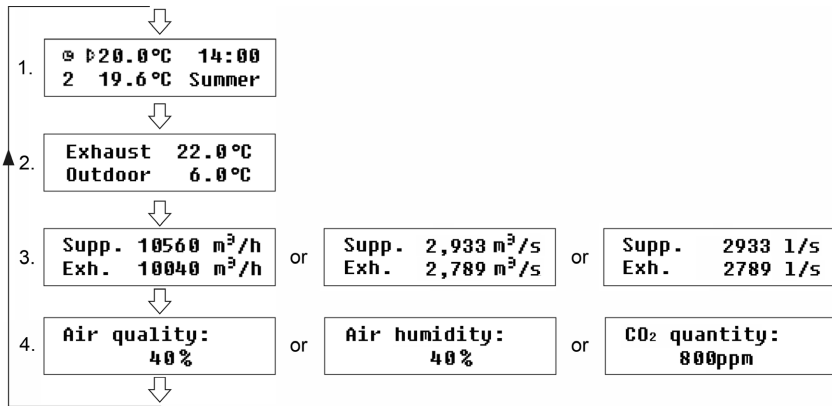 1.
▷20.0°C 14:00
2 19.6°C Summer
2.
Exhaust 22.0°C
Outdoor 6.0°C
3.
Supp. 10560 m³/h
Exh. 10040 m³/h
or
Supp. 2,933 m³/s
Exh. 2,789 m³/s
or
Supp. 2933 l/s
Exh. 2789 l/s
4.
Air quality:
40%
or
Air humidity:
40%
or
CO₂ quantity:
800ppm